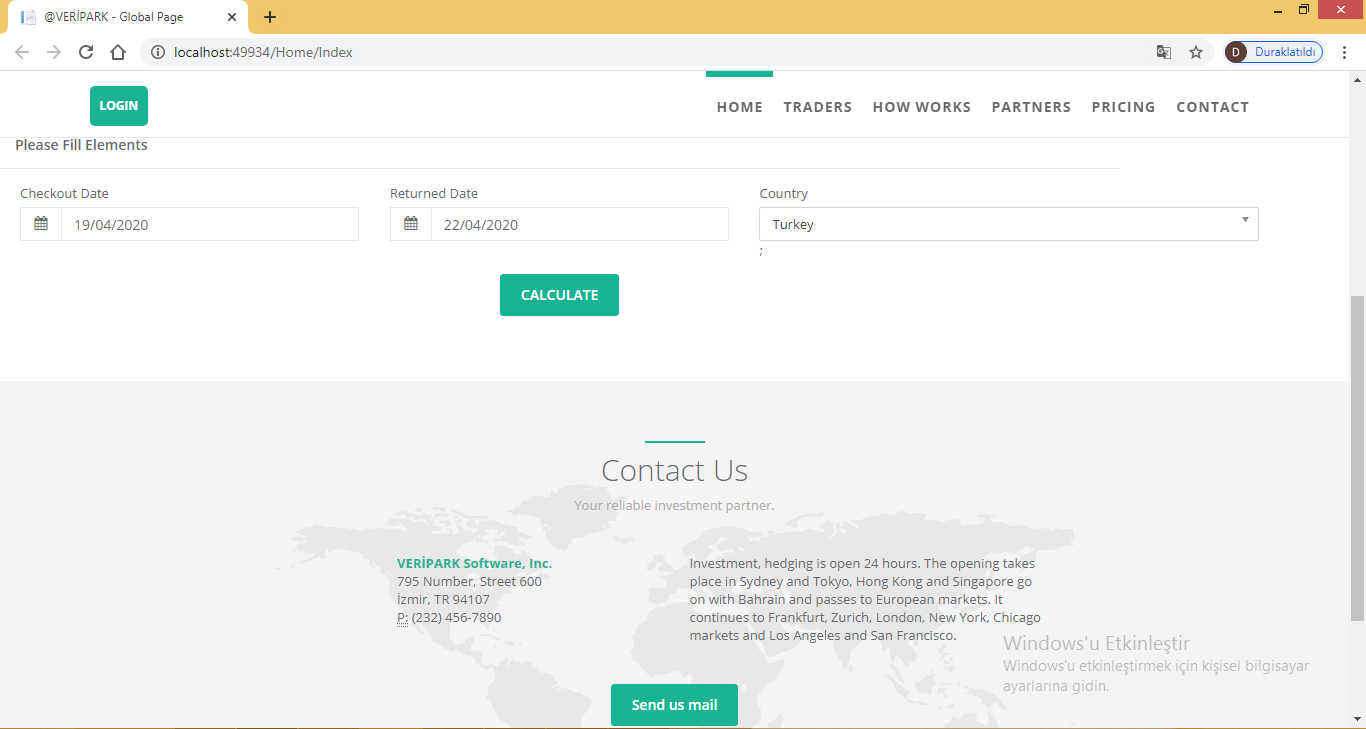 @VERİPARK - Global Page
localhost:49934/Home/Index
D Duraklatıldı
LOGIN
HOME TRADERS HOW WORKS PARTNERS PRICING CONTACT
Please Fill Elements
Checkout Date Returned Date Country
19/04/2020 22/04/2020 Turkey
;
CALCULATE
Contact Us
Your reliable investment partner.
VERİPARK Software, Inc.
795 Number, Street 600
İzmir, TR 94107
P: (232) 456-7890
Investment, hedging is open 24 hours. The opening takes
place in Sydney and Tokyo, Hong Kong and Singapore go
on with Bahrain and passes to European markets. It
continues to Frankfurt, Zurich, London, New York, Chicago
markets and Los Angeles and San Francisco.
Windows'u Etkinleştir
Windows'u etkinleştirmek için kişisel bilgisayar
ayarlarına gidin.
Send us mail